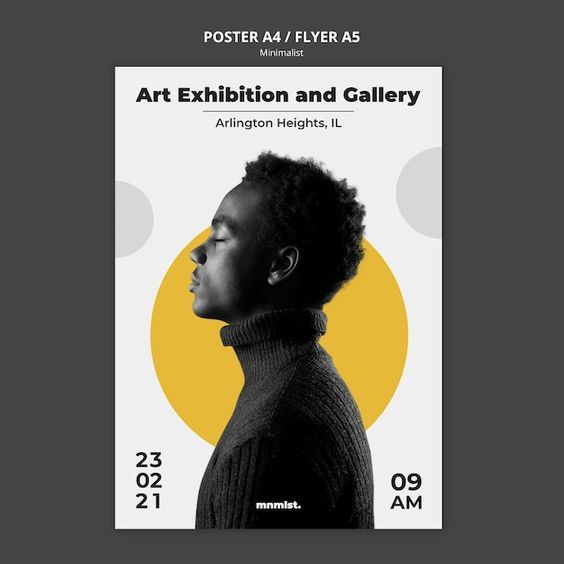 POSTER A4 / FLYER A5
Minimalist
Art Exhibition and Gallery
Arlington Heights, IL
23
02
21
09
AM
mnmlst.